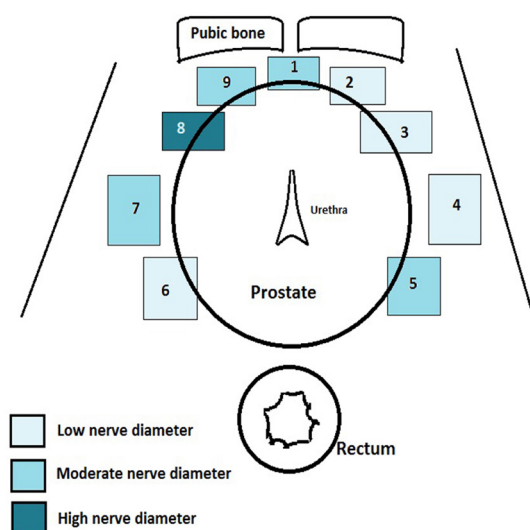 Pubic bone
1
9
2
8
3
7
4
Urethra
6
5
Prostate
Rectum
Low nerve diameter
Moderate nerve diameter
High nerve diameter